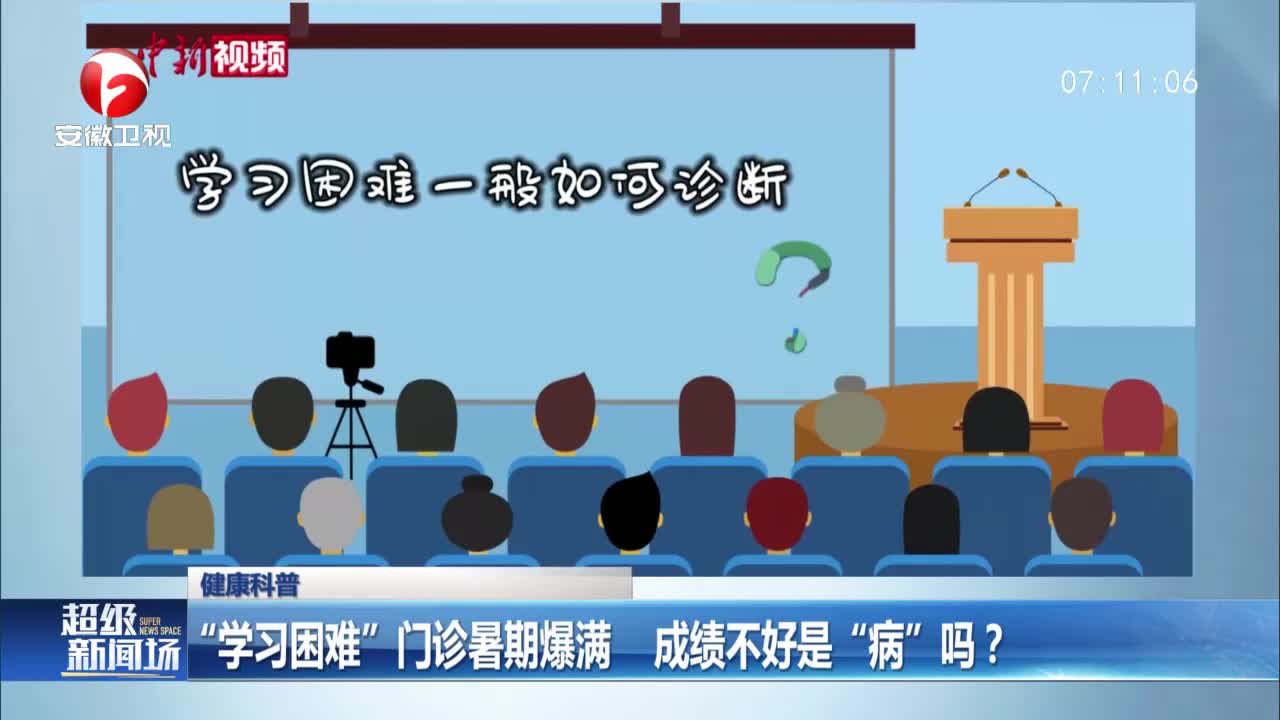 中新视频
安徽卫视
07:11:06
学习困难一般如何诊断
健康科普
超级新闻场
SUPER NEWS SPACE
“学习困难”门诊暑期爆满 成绩不好是“病”吗？